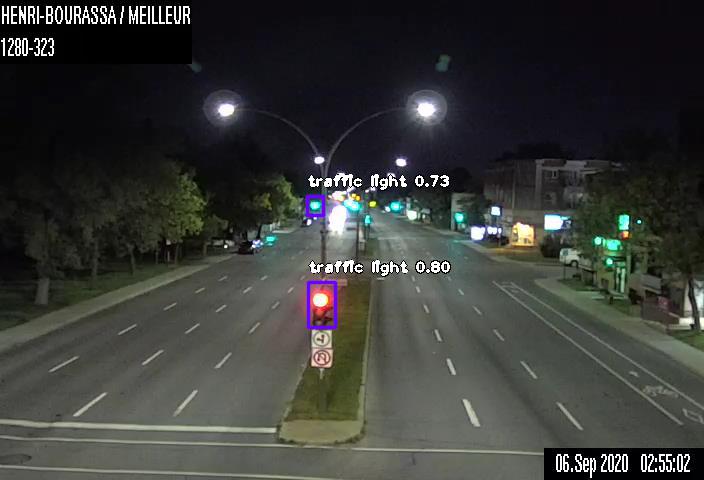 HENRI-BOURASSA / MEILLEUR
1280-323
traffic light 0.73
traffic light 0.80
06.Sep 2020 02:55:02